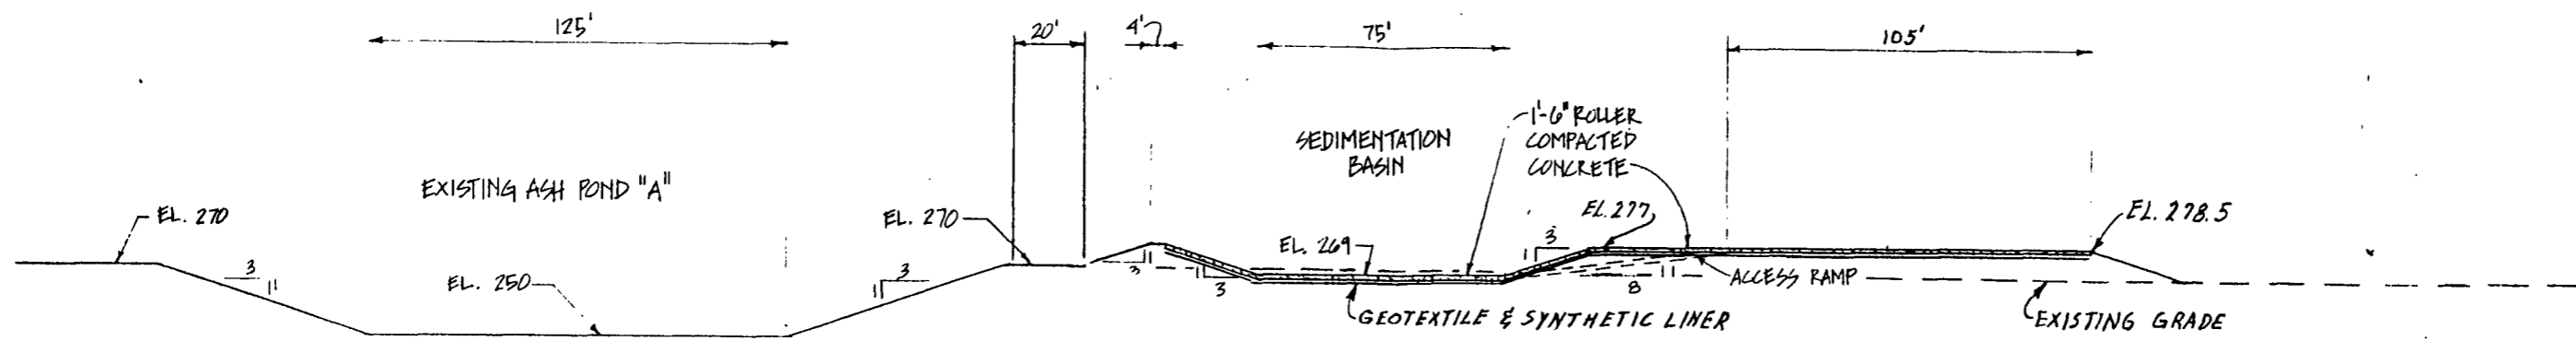 125'
20'
4'
75'
105'
1'-6" ROLLER
COMPACTED
CONCRETE
SEDIMENTATION
BASIN
EXISTING ASH POND "A"
EL. 270
EL. 270
EL. 277
EL. 278.5
EL. 269
3
1
3
1
3
1
3
1
3
1
8
1
EL. 250
ACCESS RAMP
GEOTEXTILE & SYNTHETIC LINER
EXISTING GRADE